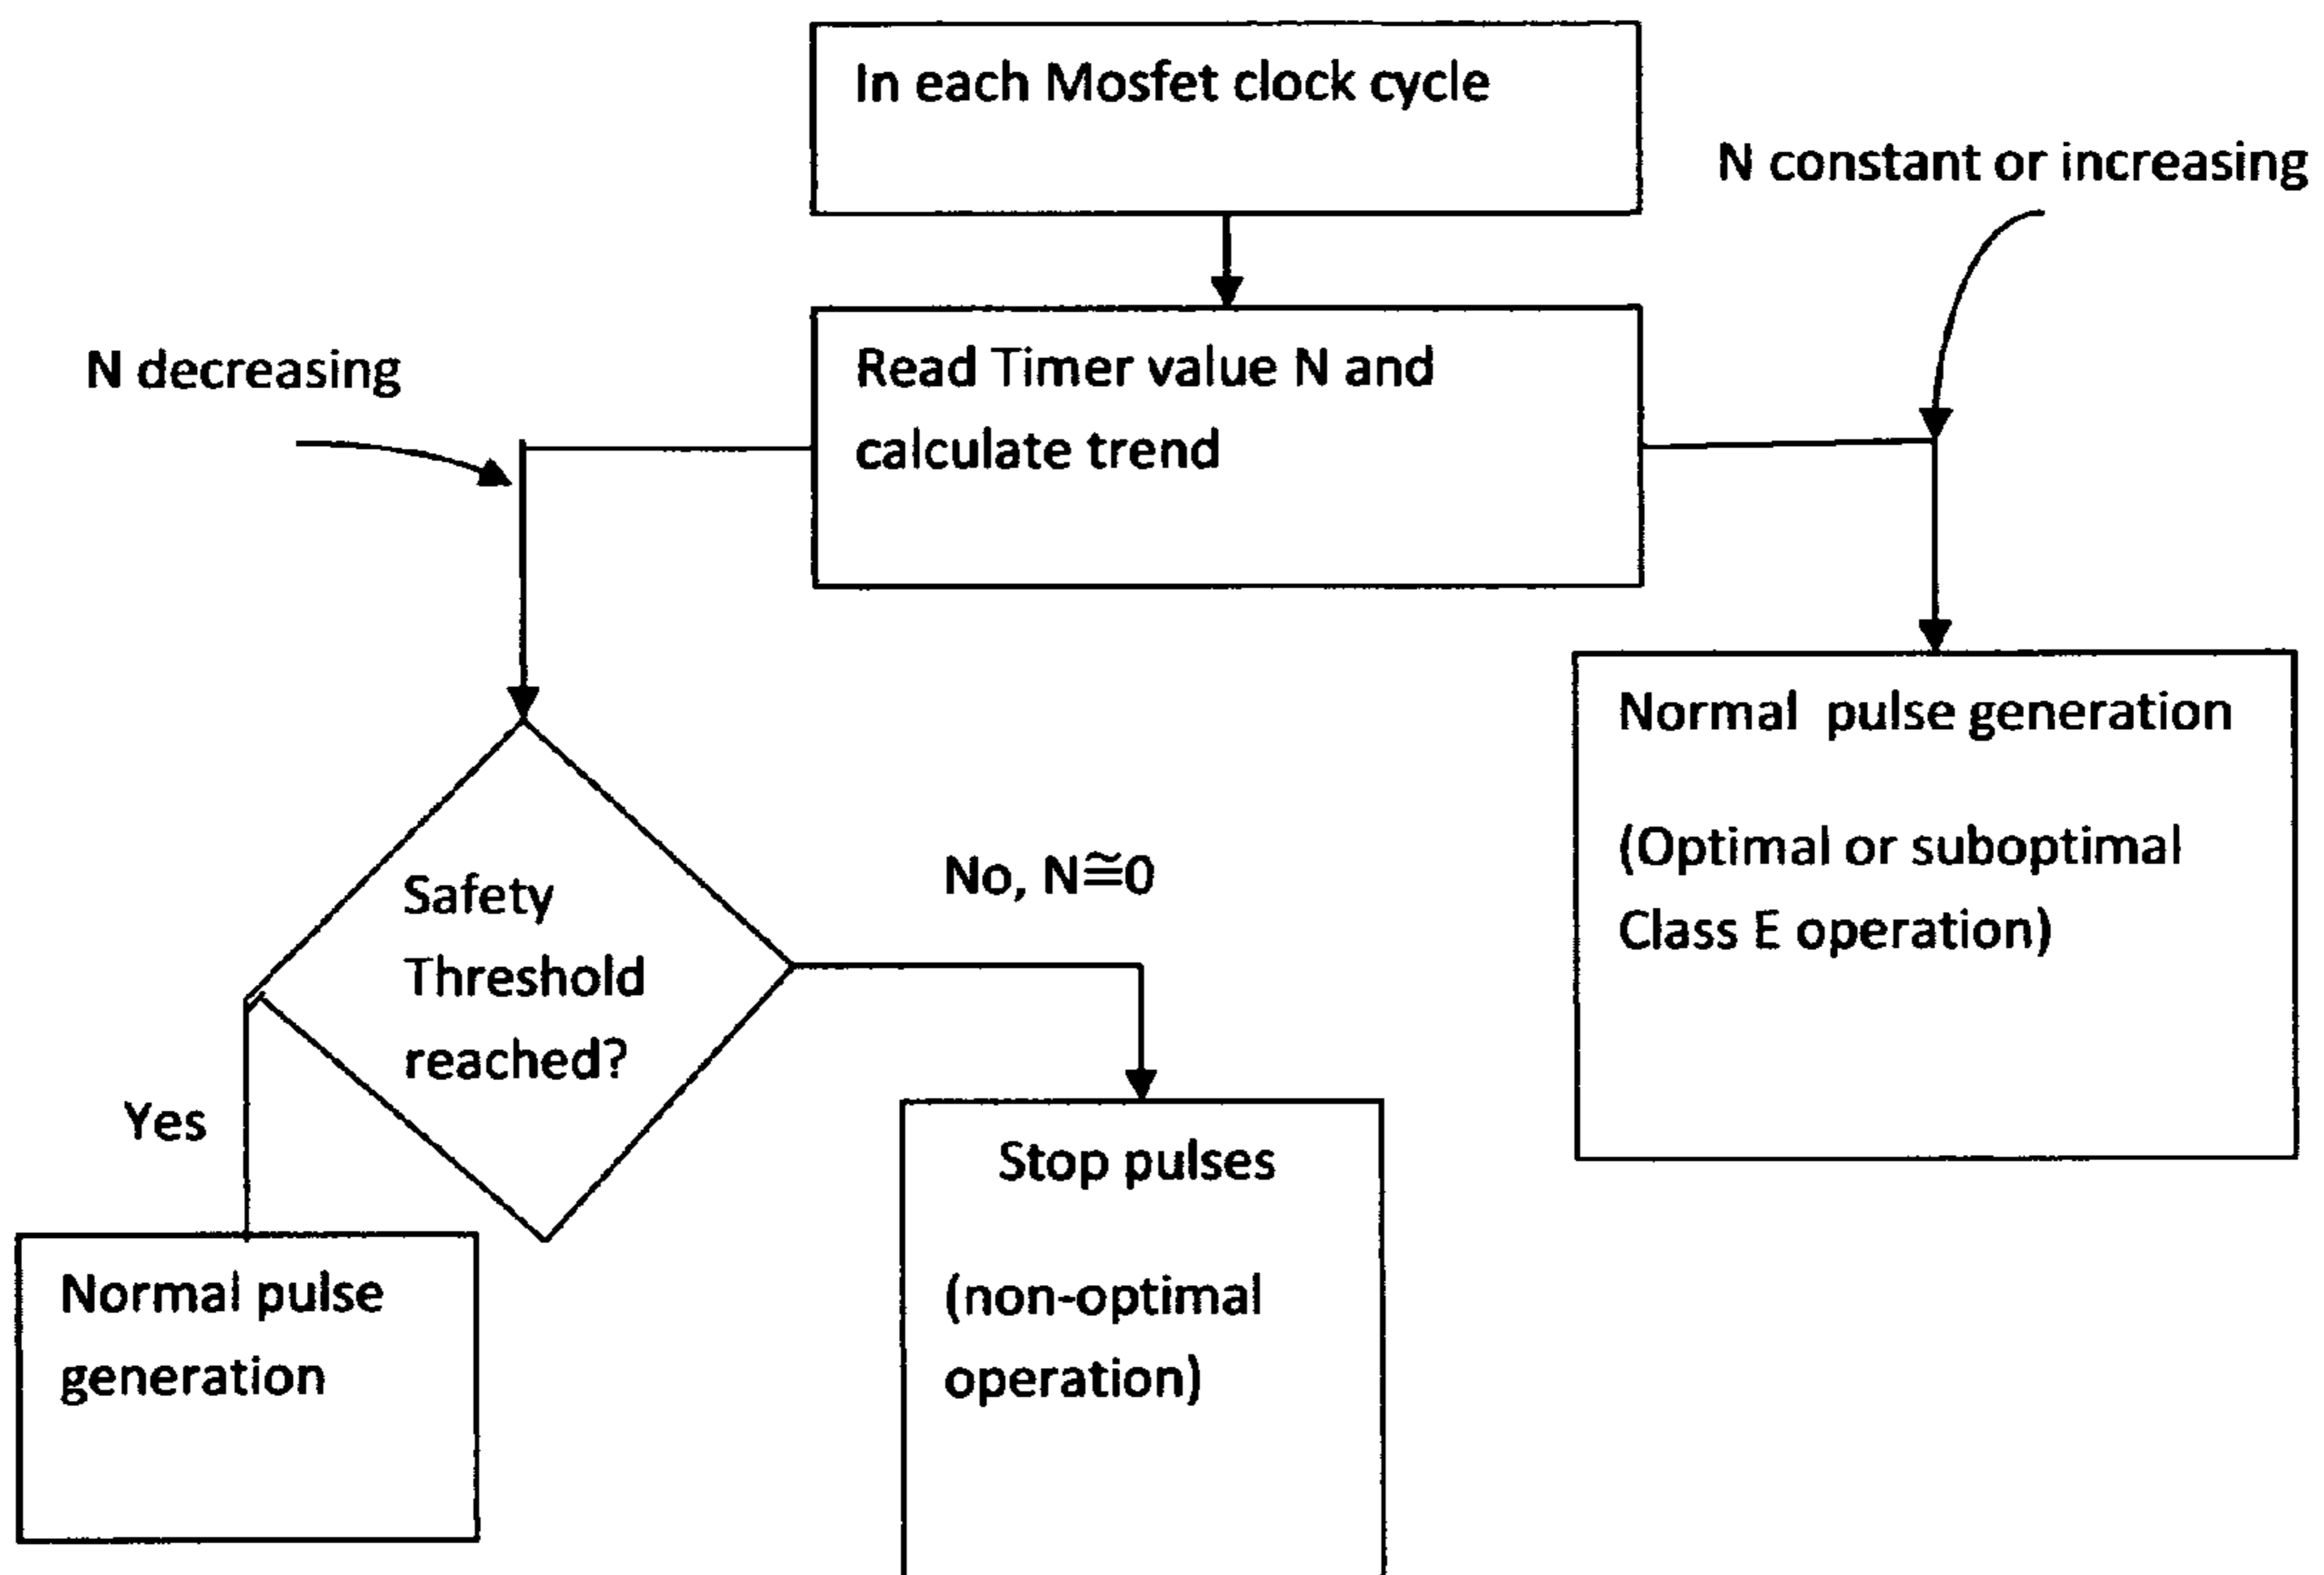 In each Mosfet clock cycle
N constant or increasing
N decreasing
Read Timer value N and
calculate trend
Normal pulse generation
(Optimal or suboptimal
Class E operation)
Safety
Threshold
reached?
No, N≅0
Yes
Stop pulses
(non-optimal
operation)
Normal pulse
generation